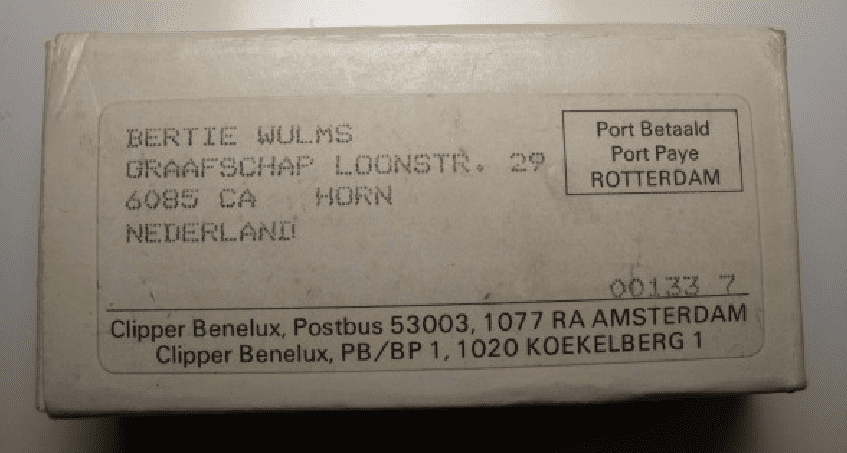 BERTIE WULMS
GRAAFSCHAP LOONSTR. 29
6085 CA HORN
NEDERLAND
Port Betaald
Port Paye
ROTTERDAM
00133 7
Clipper Benelux, Postbus 53003, 1077 RA AMSTERDAM
Clipper Benelux, PB/BP 1, 1020 KOEKELBERG 1